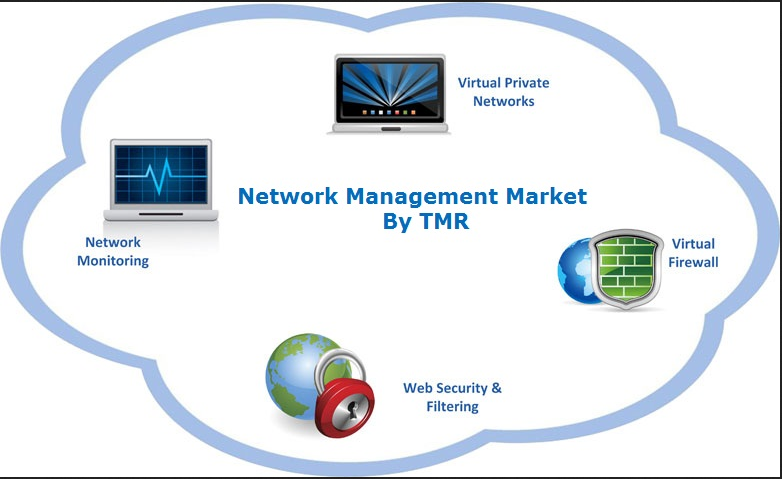 Virtual Private
Networks
Network Management Market
By TMR
Network
Monitoring
Virtual
Firewall
Web Security &
Filtering